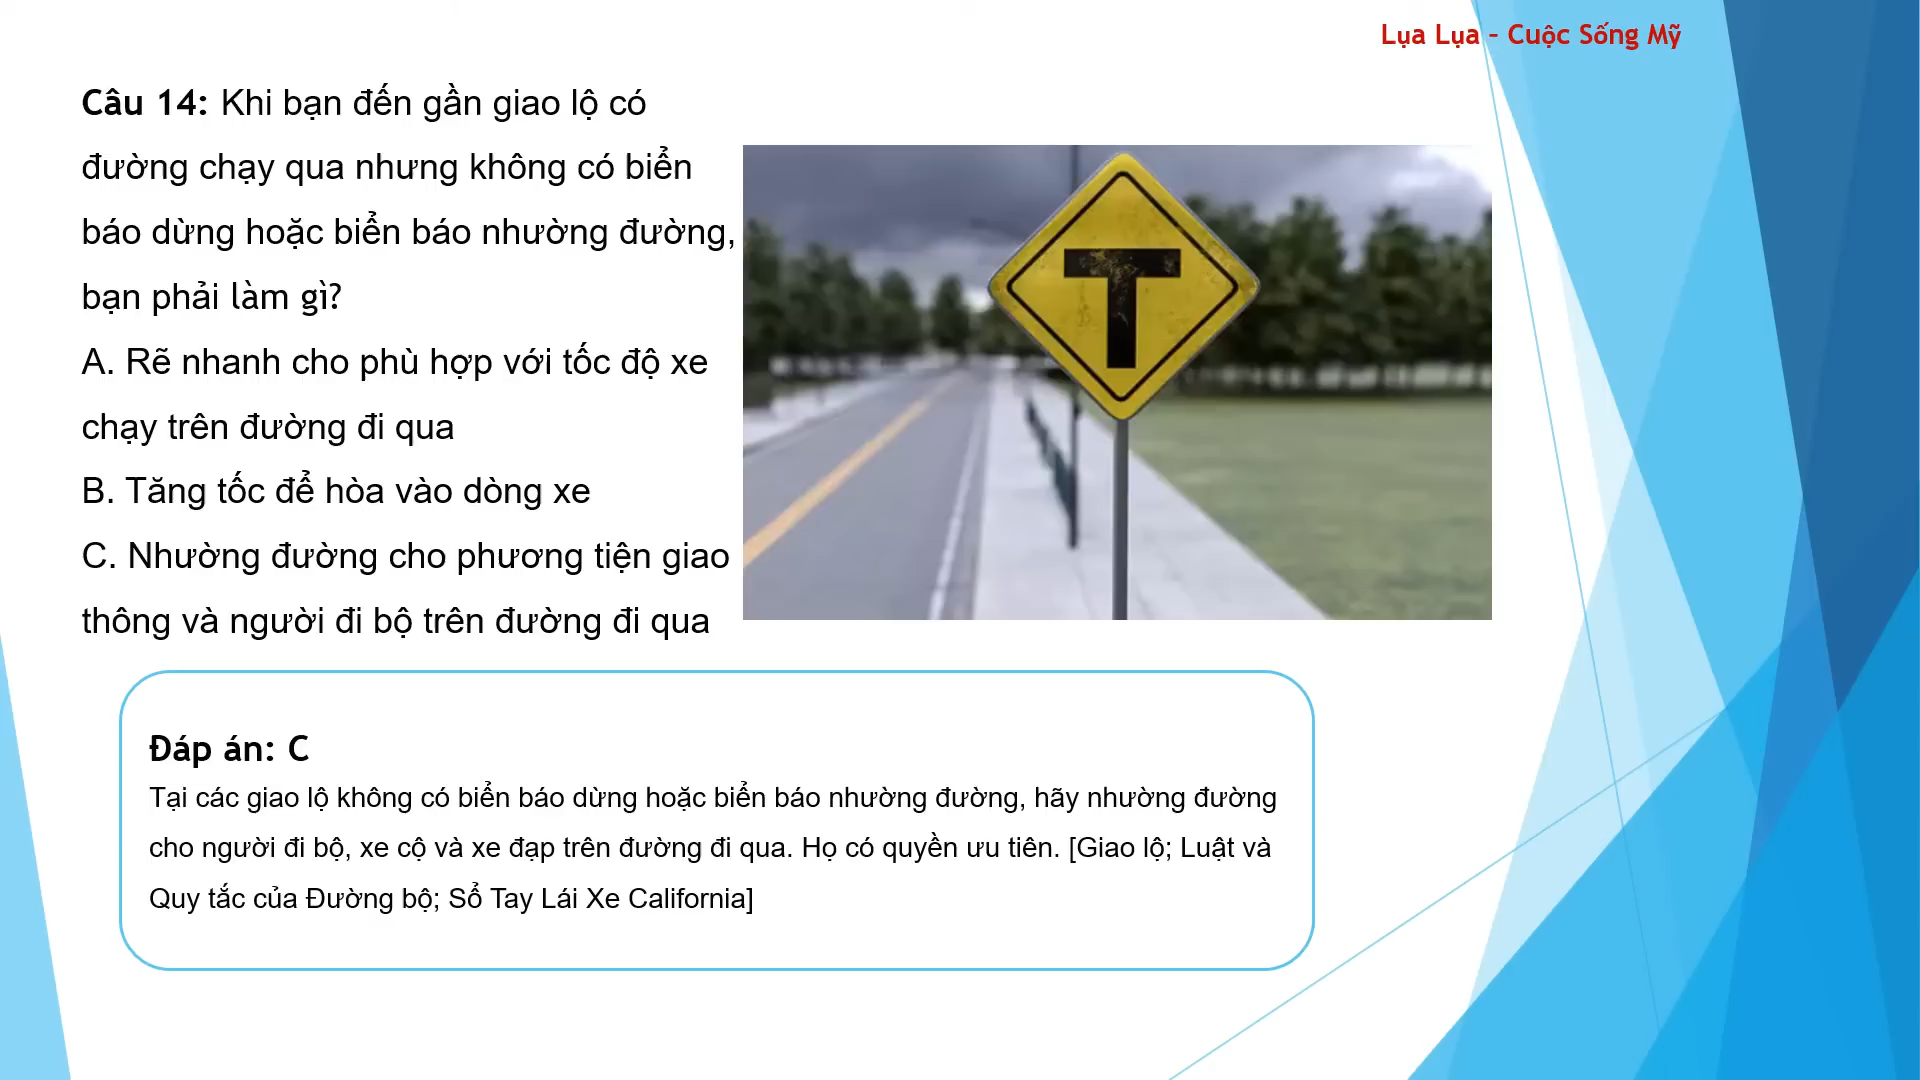 Lụa Lụa – Cuộc Sống Mỹ
Câu 14: Khi bạn đến gần giao lộ có
đường chạy qua nhưng không có biển
báo dừng hoặc biển báo nhường đường,
bạn phải làm gì?
A. Rẽ nhanh cho phù hợp với tốc độ xe
chạy trên đường đi qua
B. Tăng tốc để hòa vào dòng xe
C. Nhường đường cho phương tiện giao
thông và người đi bộ trên đường đi qua
Đáp án: C
Tại các giao lộ không có biển báo dừng hoặc biển báo nhường đường, hãy nhường đường
cho người đi bộ, xe cộ và xe đạp trên đường đi qua. Họ có quyền ưu tiên. [Giao lộ; Luật và
Quy tắc của Đường bộ; Sổ Tay Lái Xe California]